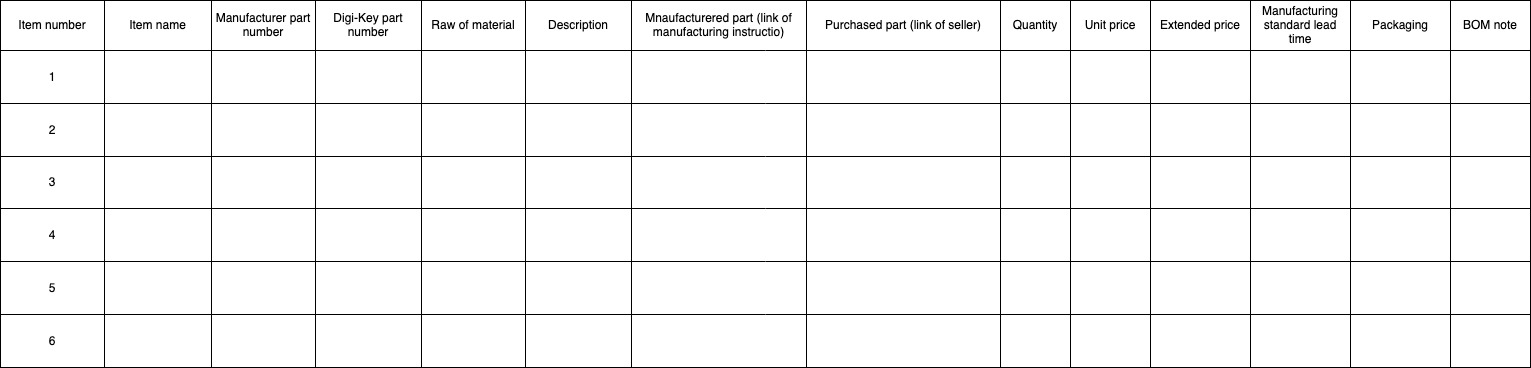 Item number
Item name
Manufacturer part
number
Digi-Key part
number
Raw of material
Description
Mnaufacturered part (link of
manufacturing instructio)
Purchased part (link of seller)
Quantity
Unit price
Extended price
Manufacturing
standard lead
time
Packaging
BOM note
1
2
3
4
5
6